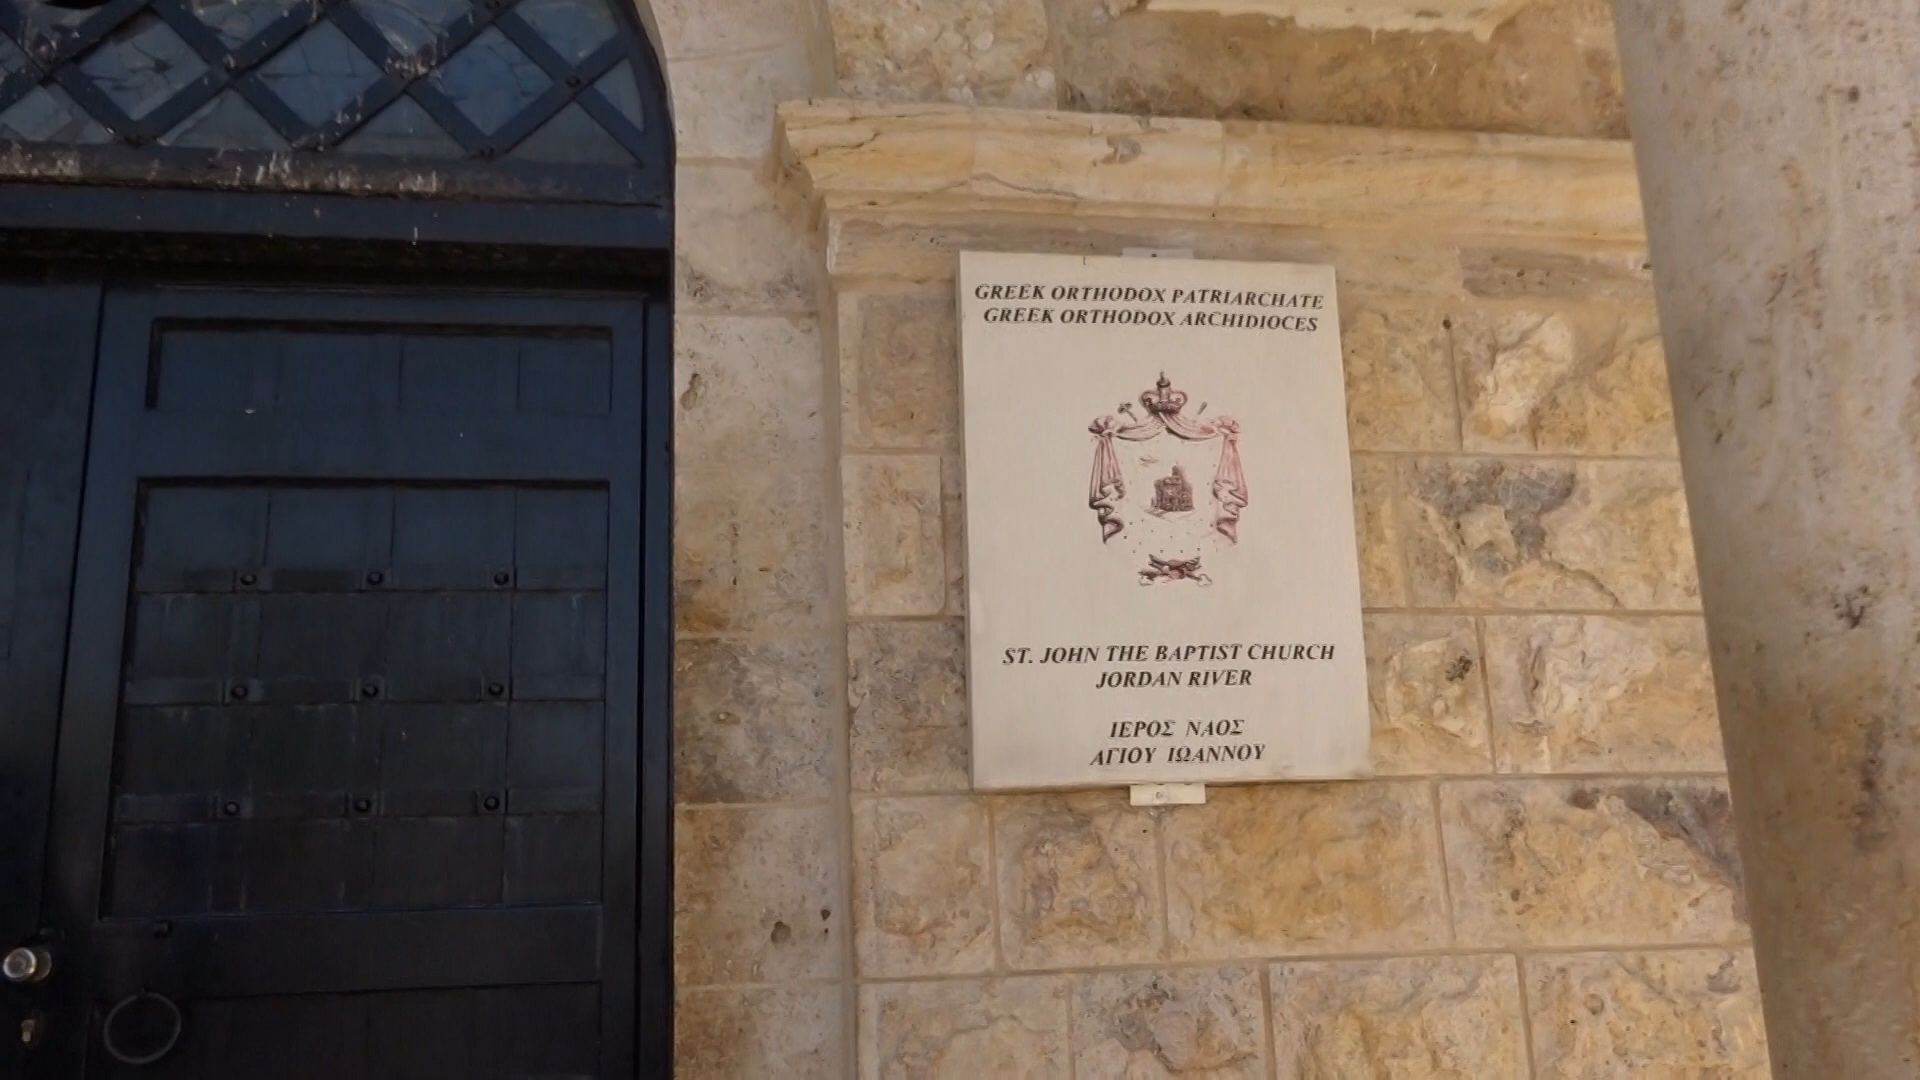 GREEK ORTHODOX PATRIARCHATE
GREEK ORTHODOX ARCHIDIOCES
ST. JOHN THE BAPTIST CHURCH
JORDAN RIVER
ΙΕΡΟΣ ΝΑΟΣ
ΑΓΙΟΥ ΙΩΑΝΝΟΥ